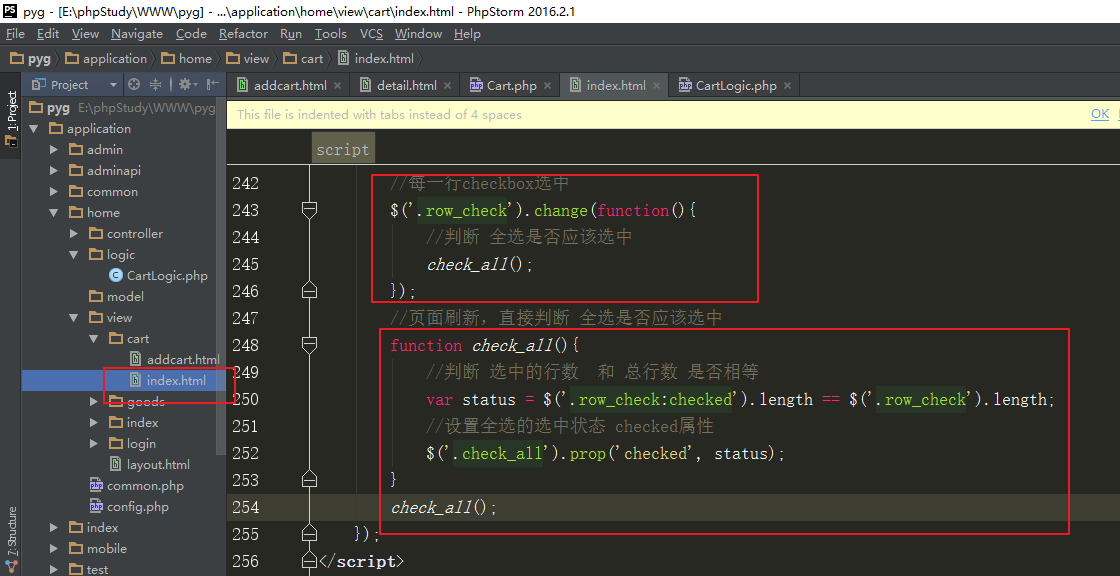 pyg - [E:\phpStudy\WWW\pyg] - ...\application\home\view\cart\index.html - PhpStorm 2016.2.1
File Edit View Navigate Code Refactor Run Tools VCS Window Help
pyg application home view cart index.html
Project
addcart.html detail.html Cart.php index.html CartLogic.php
1: Project
7: Structure
pyg E:\phpStudy\WWW\pyg
application
admin
adminapi
common
home
controller
logic
CartLogic.php
model
view
cart
addcart.html
index.html
goods
index
login
layout.html
common.php
config.php
index
mobile
test
This file is indented with tabs instead of 4 spaces OK
script
242 //每一行checkbox选中
243 $('.row_check').change(function(){
244 //判断 全选是否应该选中
245 check_all();
246 });
247 //页面刷新，直接判断 全选是否应该选中
248 function check_all(){
249 //判断 选中的行数 和 总行数 是否相等
250 var status = $('.row_check:checked').length == $('.row_check').length;
251 //设置全选的选中状态 checked属性
252 $('.check_all').prop('checked', status);
253 }
254 check_all();
255 });
256 </script>